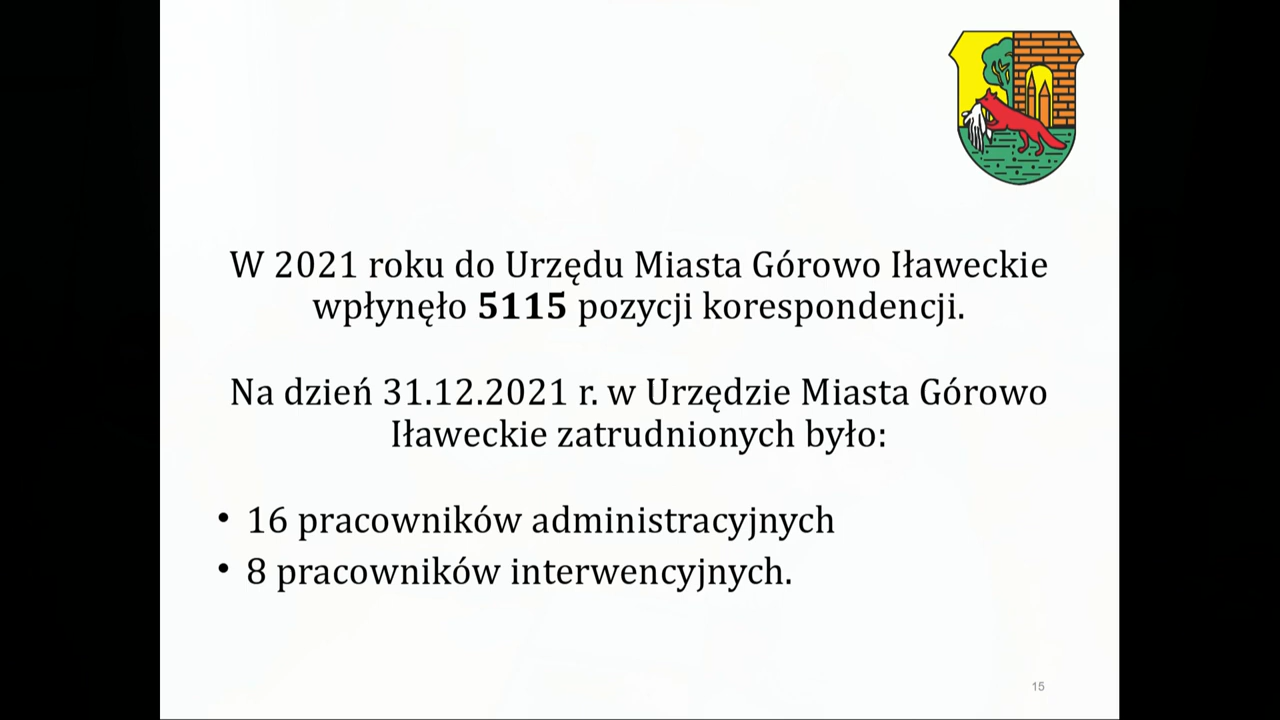 W 2021 roku do Urzędu Miasta Górowo Iławeckie
wpłynęło 5115 pozycji korespondencji.
Na dzień 31.12.2021 r. w Urzędzie Miasta Górowo
Iławeckie zatrudnionych było:
• 16 pracowników administracyjnych
• 8 pracowników interwencyjnych.
15